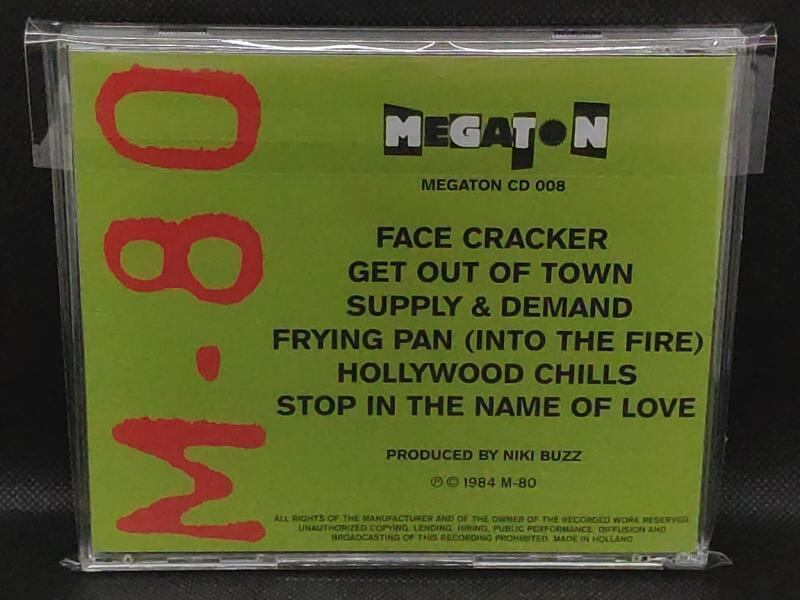 M-80
MEGATON
MEGATON CD 008
FACE CRACKER
GET OUT OF TOWN
SUPPLY & DEMAND
FRYING PAN (INTO THE FIRE)
HOLLYWOOD CHILLS
STOP IN THE NAME OF LOVE
PRODUCED BY NIKI BUZZ
℗ © 1984 M-80
ALL RIGHTS OF THE MANUFACTURER AND OF THE OWNER OF THE RECORDED WORK RESERVED
UNAUTHORIZED COPYING, LENDING, HIRING, PUBLIC PERFORMANCE, DIFFUSION AND
BROADCASTING OF THIS RECORDING PROHIBITED. MADE IN HOLLAND